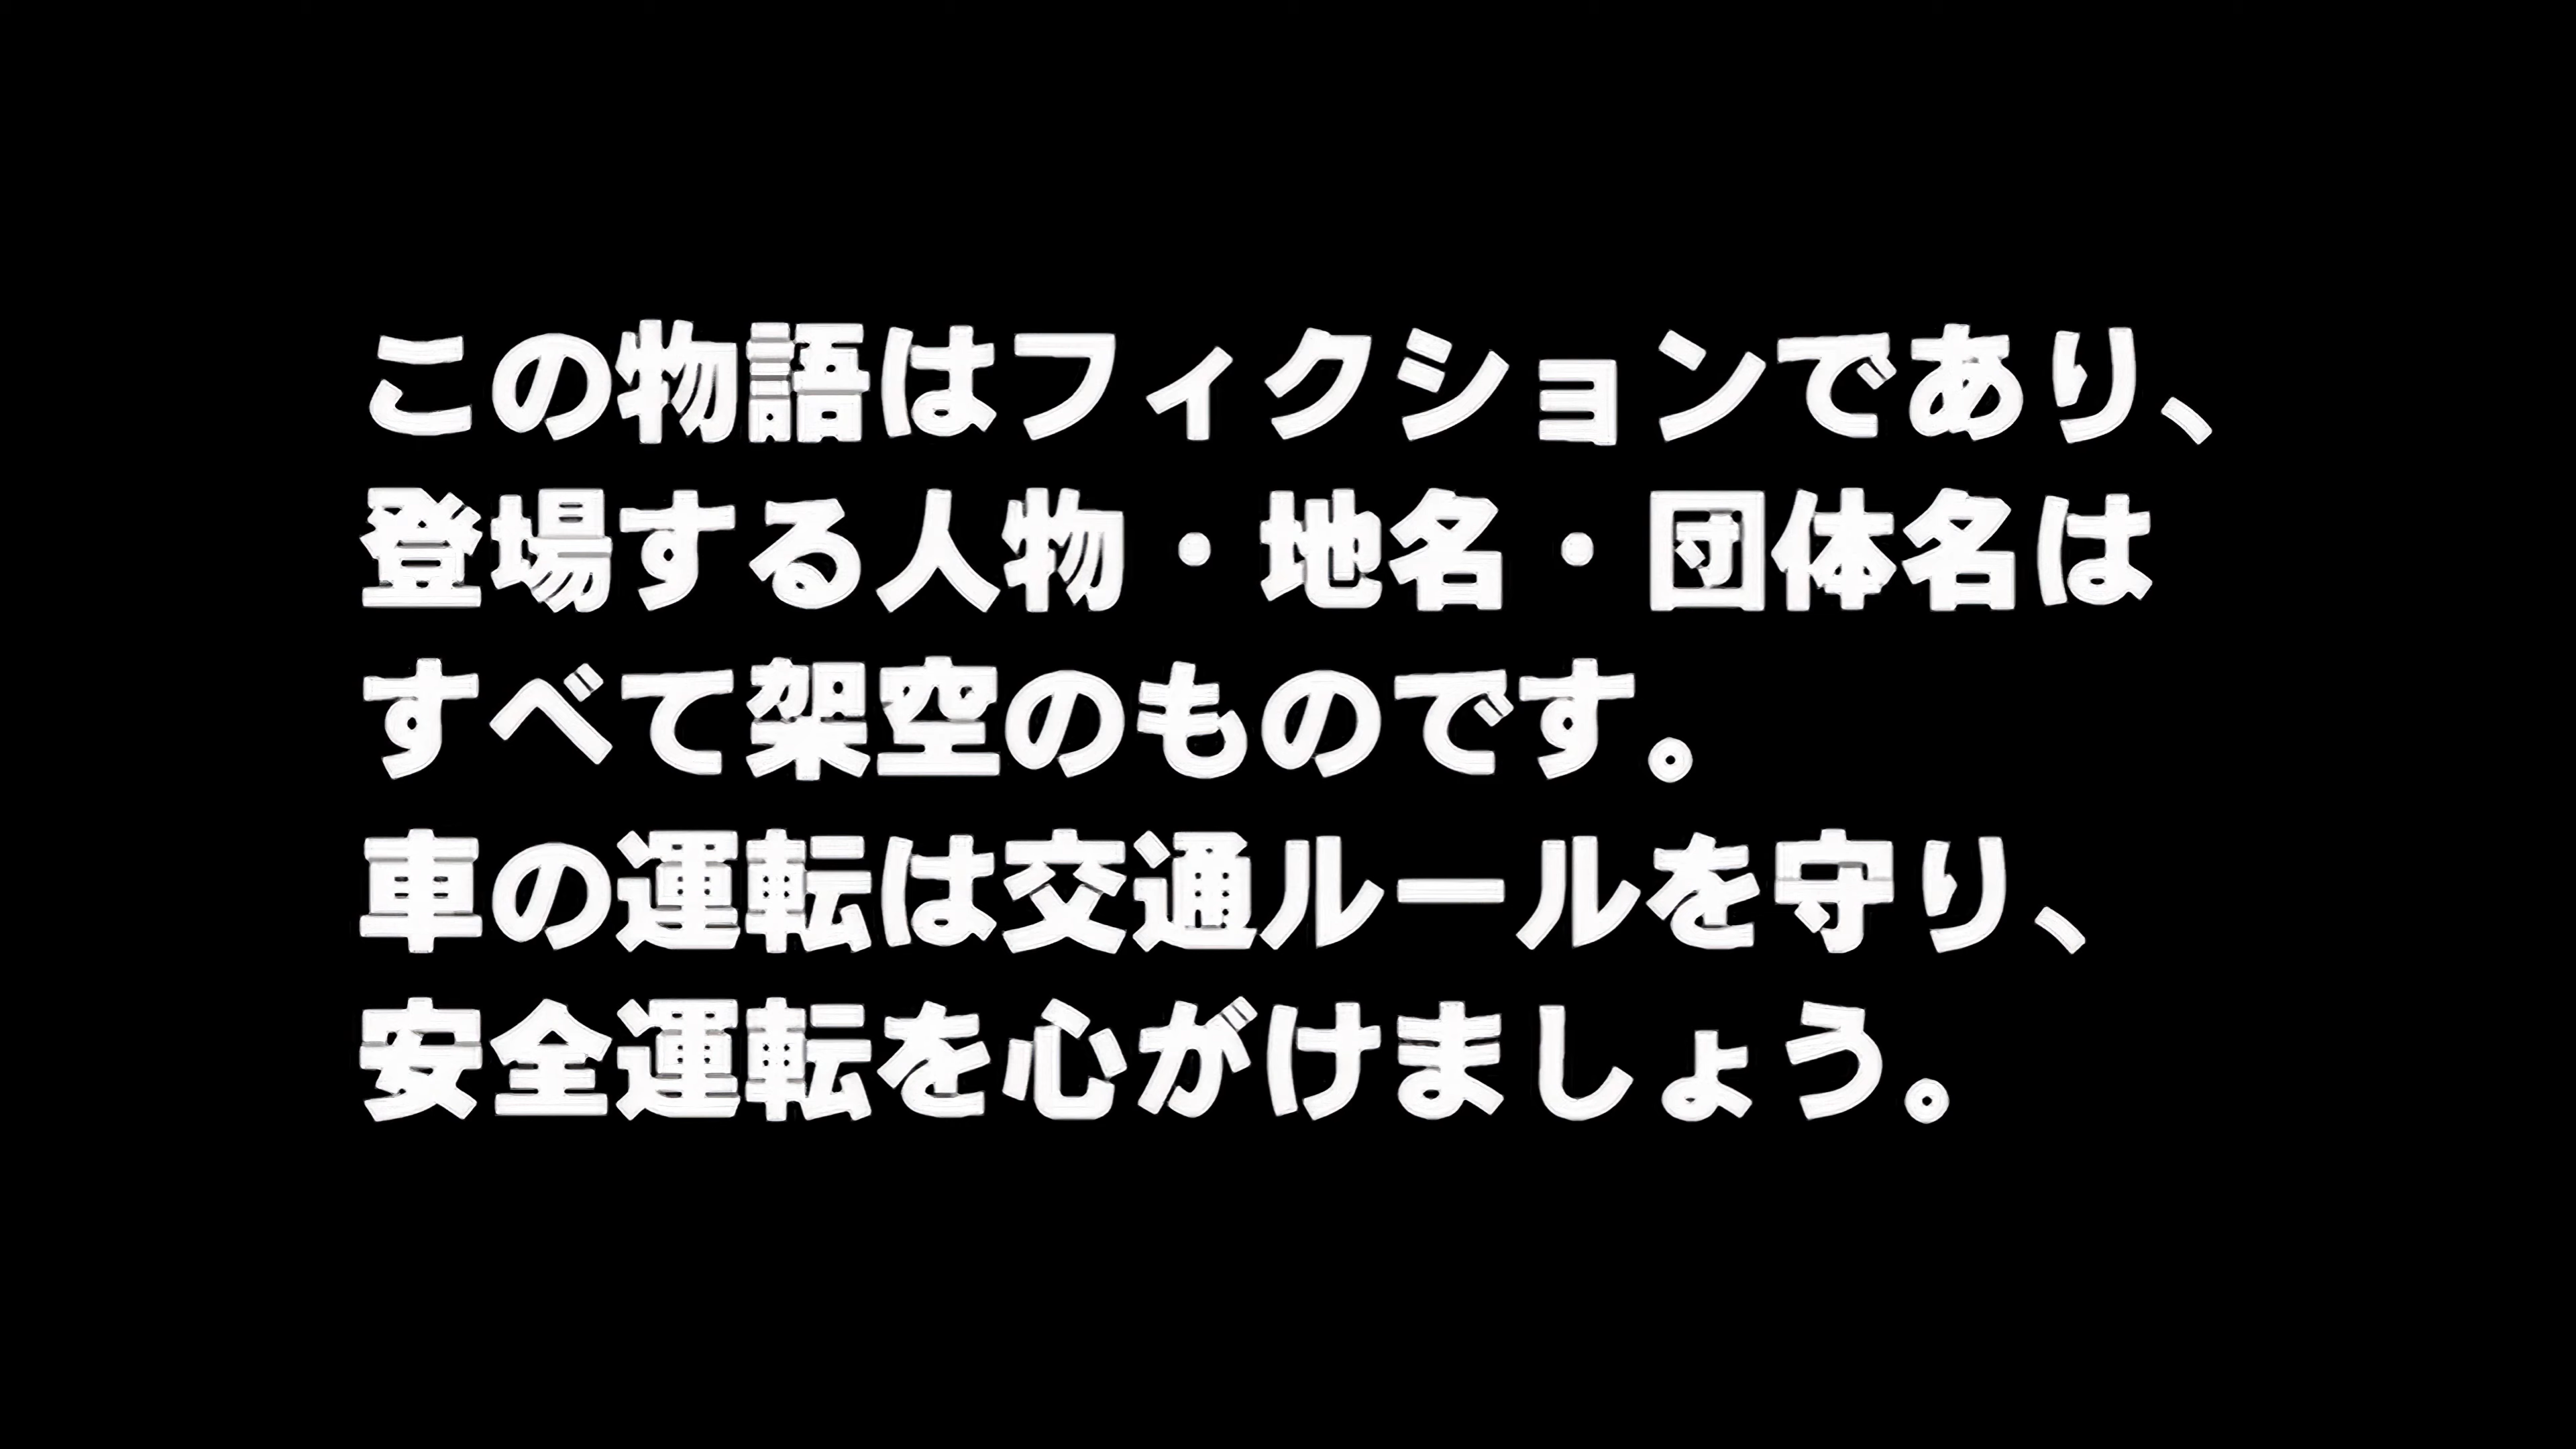 この物語はフィクションであり、
登場する人物・地名・団体名は
すべて架空のものです。
車の運転は交通ルールを守り、
安全運転を心がけましょう。